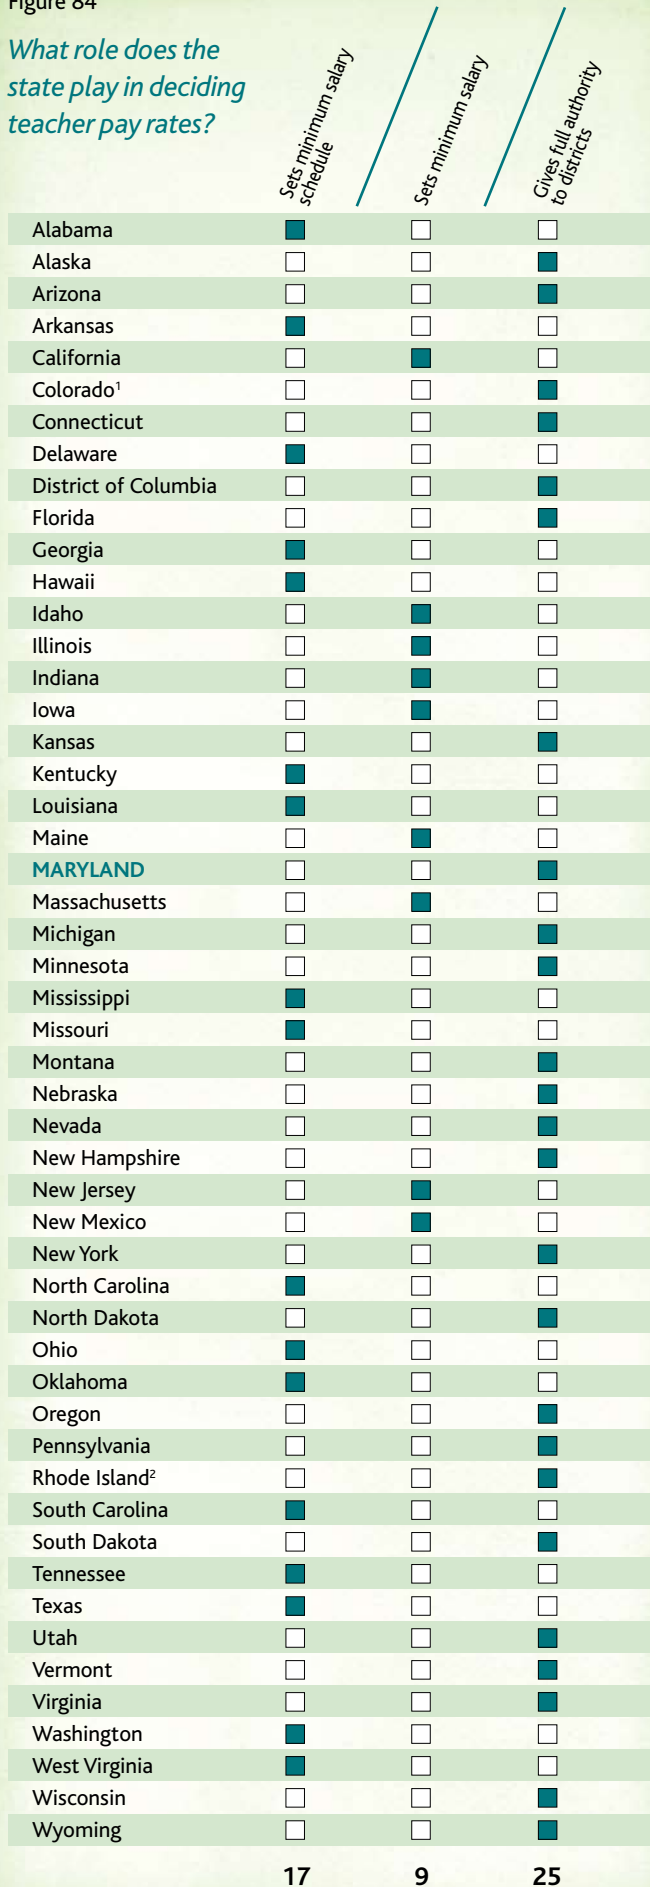 Figure 84
What role does the
state play in deciding
teacher pay rates?
Sets minimum salary
schedule
Sets minimum salary
Gives full authority
to districts
Alabama
Alaska
Arizona
Arkansas
California
Colorado¹
Connecticut
Delaware
District of Columbia
Florida
Georgia
Hawaii
Idaho
Illinois
Indiana
Iowa
Kansas
Kentucky
Louisiana
Maine
MARYLAND
Massachusetts
Michigan
Minnesota
Mississippi
Missouri
Montana
Nebraska
Nevada
New Hampshire
New Jersey
New Mexico
New York
North Carolina
North Dakota
Ohio
Oklahoma
Oregon
Pennsylvania
Rhode Island²
South Carolina
South Dakota
Tennessee
Texas
Utah
Vermont
Virginia
Washington
West Virginia
Wisconsin
Wyoming
17 9 25